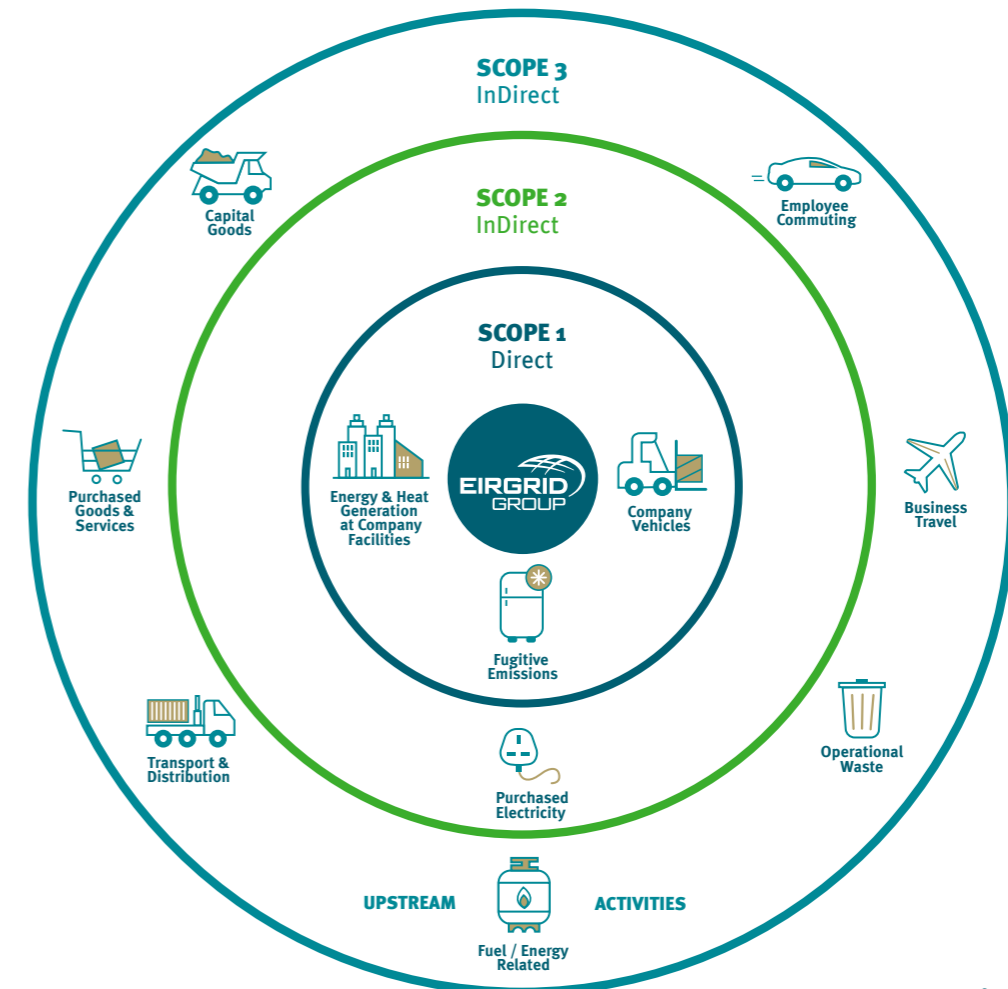 SCOPE 3
InDirect
Capital
Goods
Employee
Commuting
SCOPE 2
InDirect
SCOPE 1
Direct
EIRGRID
GROUP
Energy & Heat
Generation
at Company
Facilities
Company
Vehicles
Purchased
Goods &
Services
Business
Travel
Fugitive
Emissions
Transport &
Distribution
Operational
Waste
Purchased
Electricity
UPSTREAM ACTIVITIES
Fuel / Energy
Related